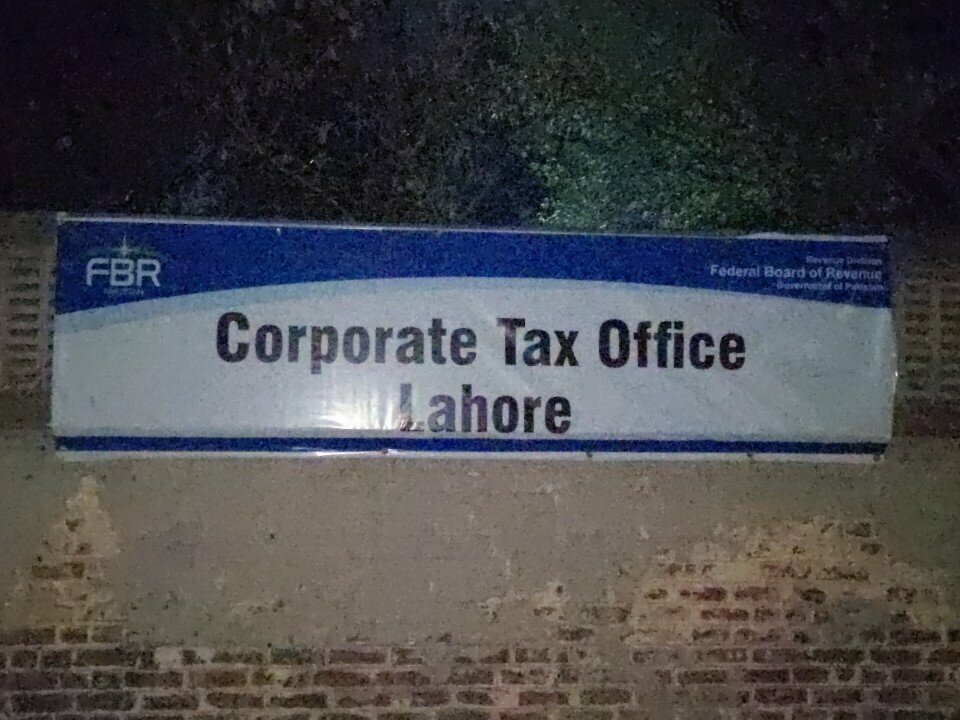 FBR
Revenue Division
Federal Board of Revenue
Government of Pakistan
Corporate Tax Office
Lahore